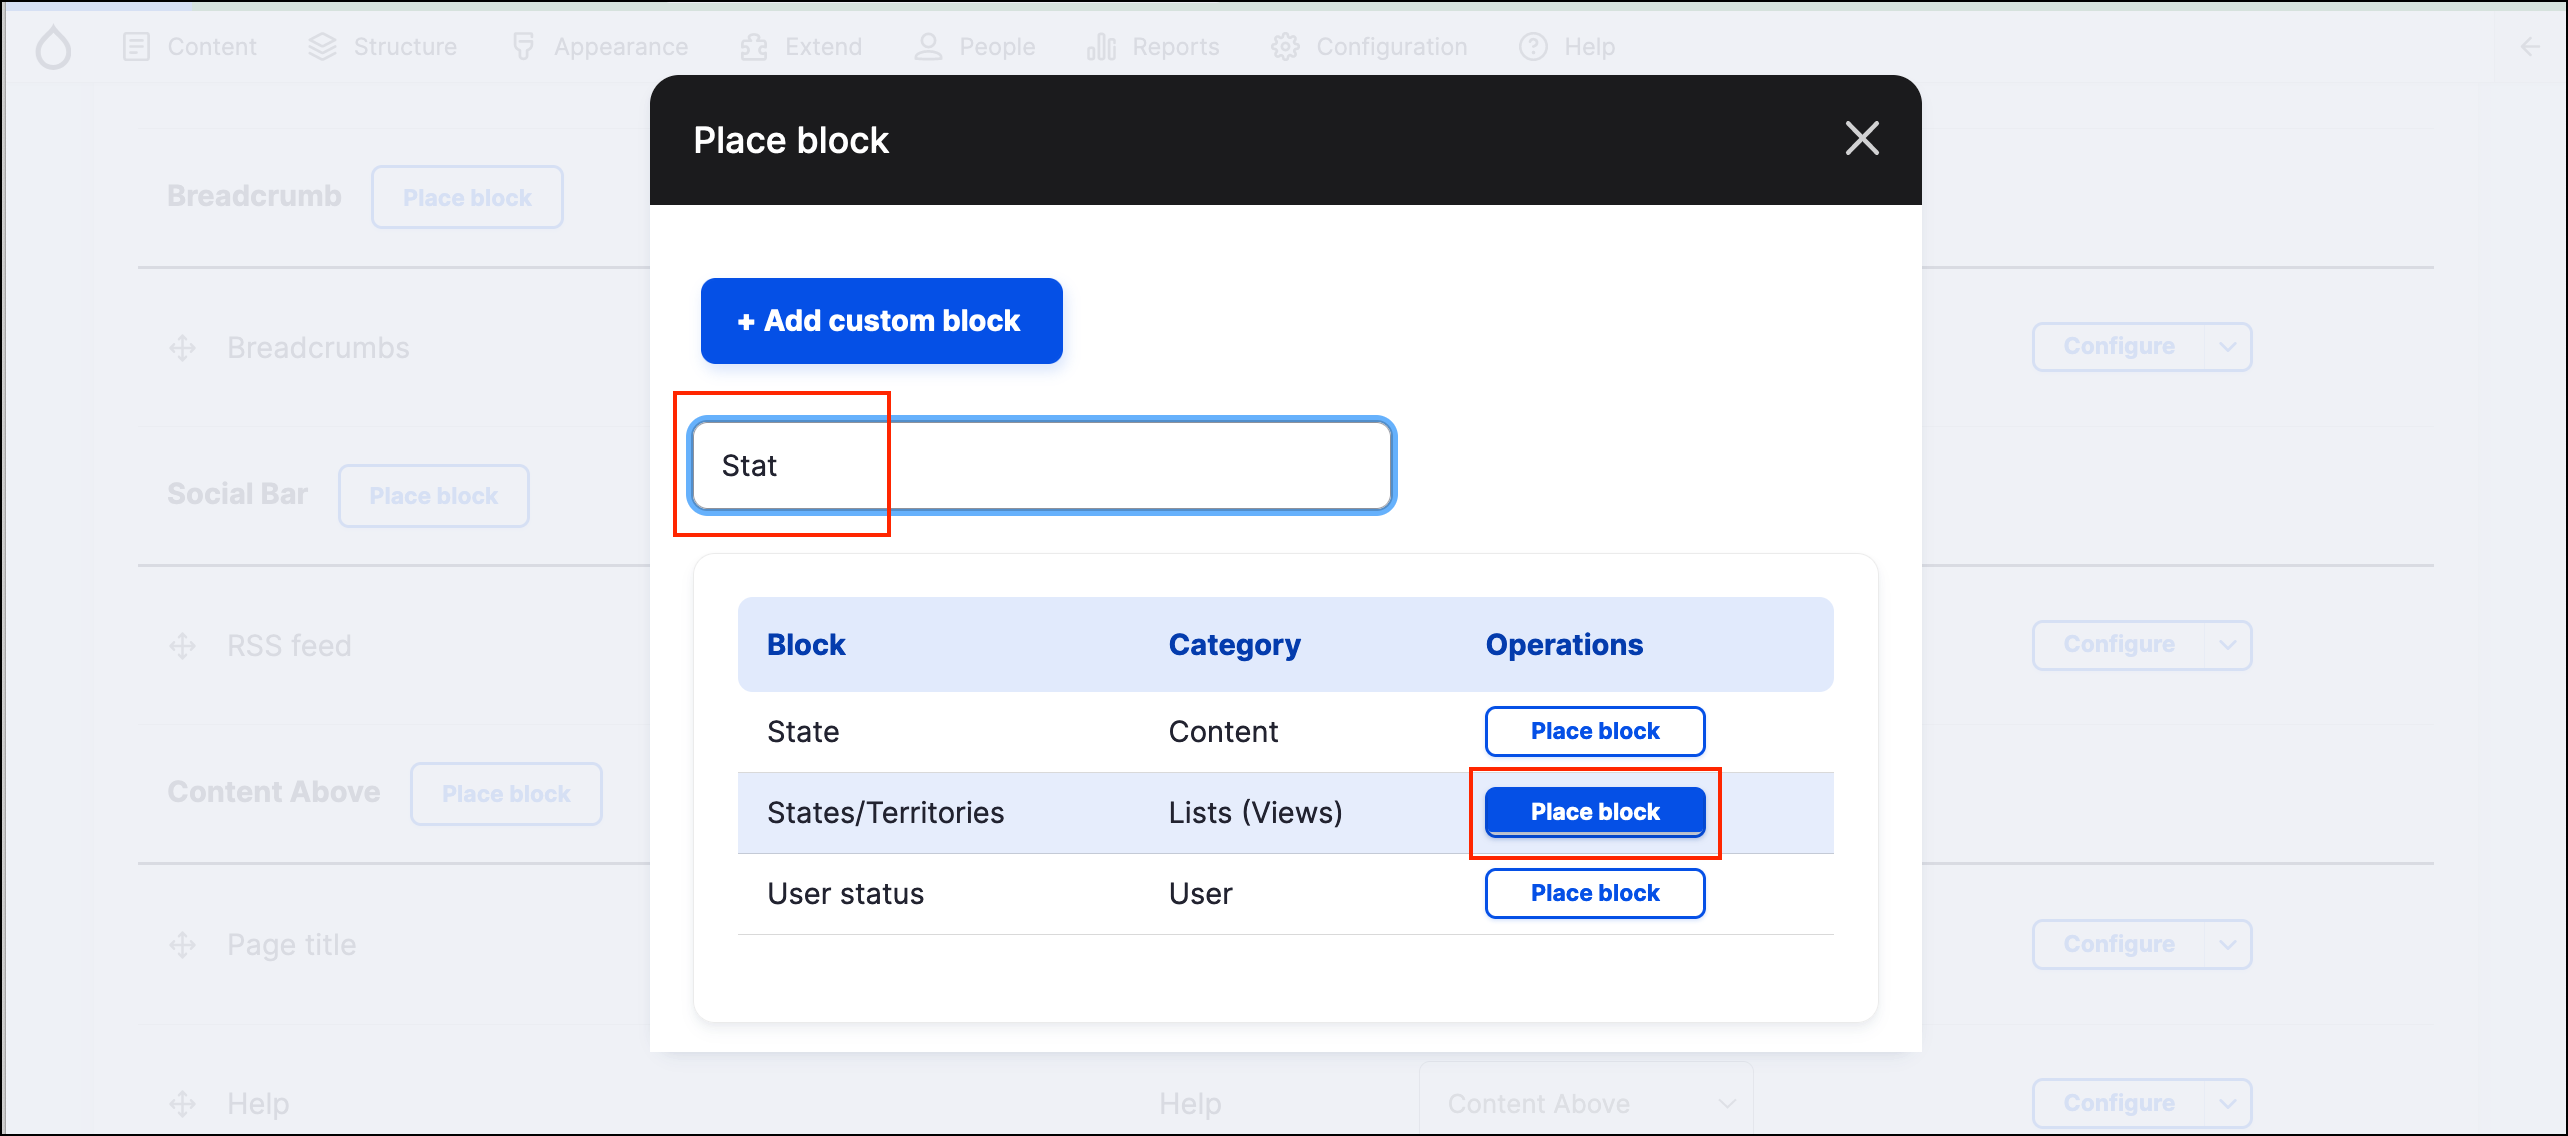 Content Structure Appearance Extend People Reports Configuration Help
Place block
Breadcrumb Place block
+ Add custom block
Breadcrumbs Configure
Stat
Social Bar Place block
Block Category Operations
RSS feed Configure
State Content Place block
Content Above Place block
States/Territories Lists (Views) Place block
User status User Place block
Page title Configure
Help Help Content Above Configure